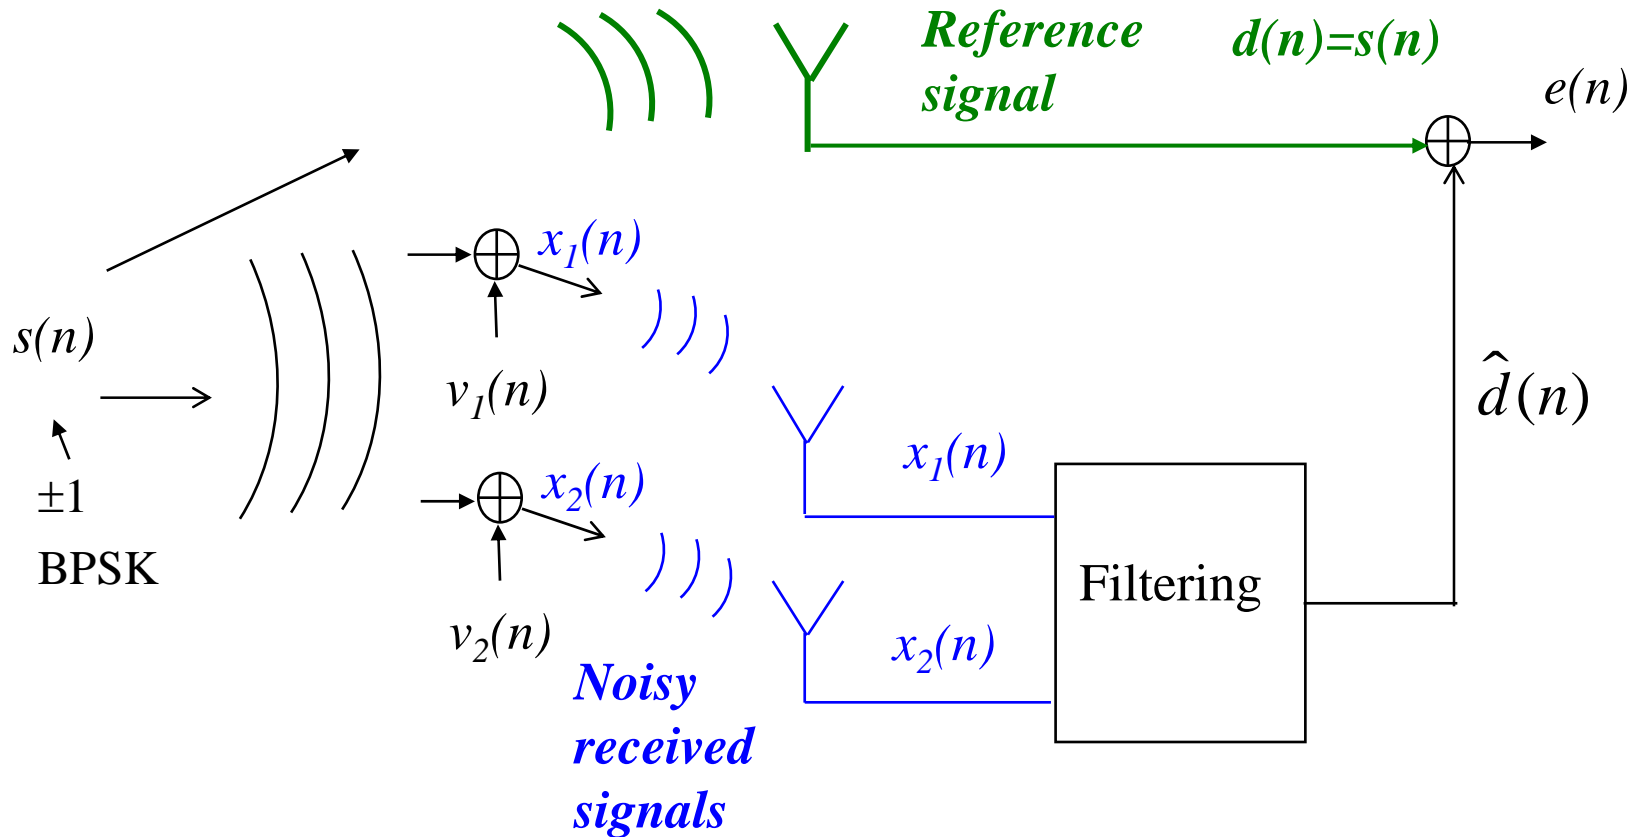 Reference
signal
d(n)=s(n)
e(n)
x₁(n)
s(n)
v₁(n)
d̂(n)
±1
BPSK
x₂(n)
x₁(n)
v₂(n)
Filtering
x₂(n)
Noisy
received
signals